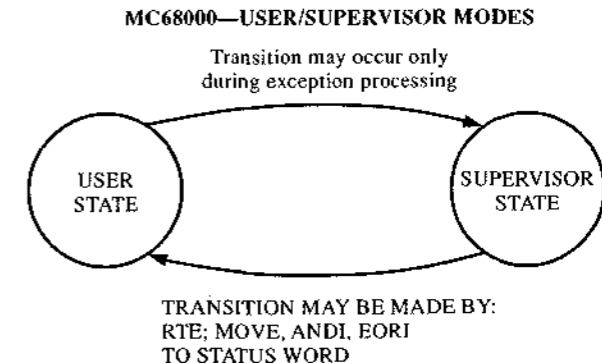 MC68000—USER/SUPERVISOR MODES
Transition may occur only
during exception processing
USER
STATE
SUPERVISOR
STATE
TRANSITION MAY BE MADE BY:
RTE; MOVE, ANDI, EORI
TO STATUS WORD